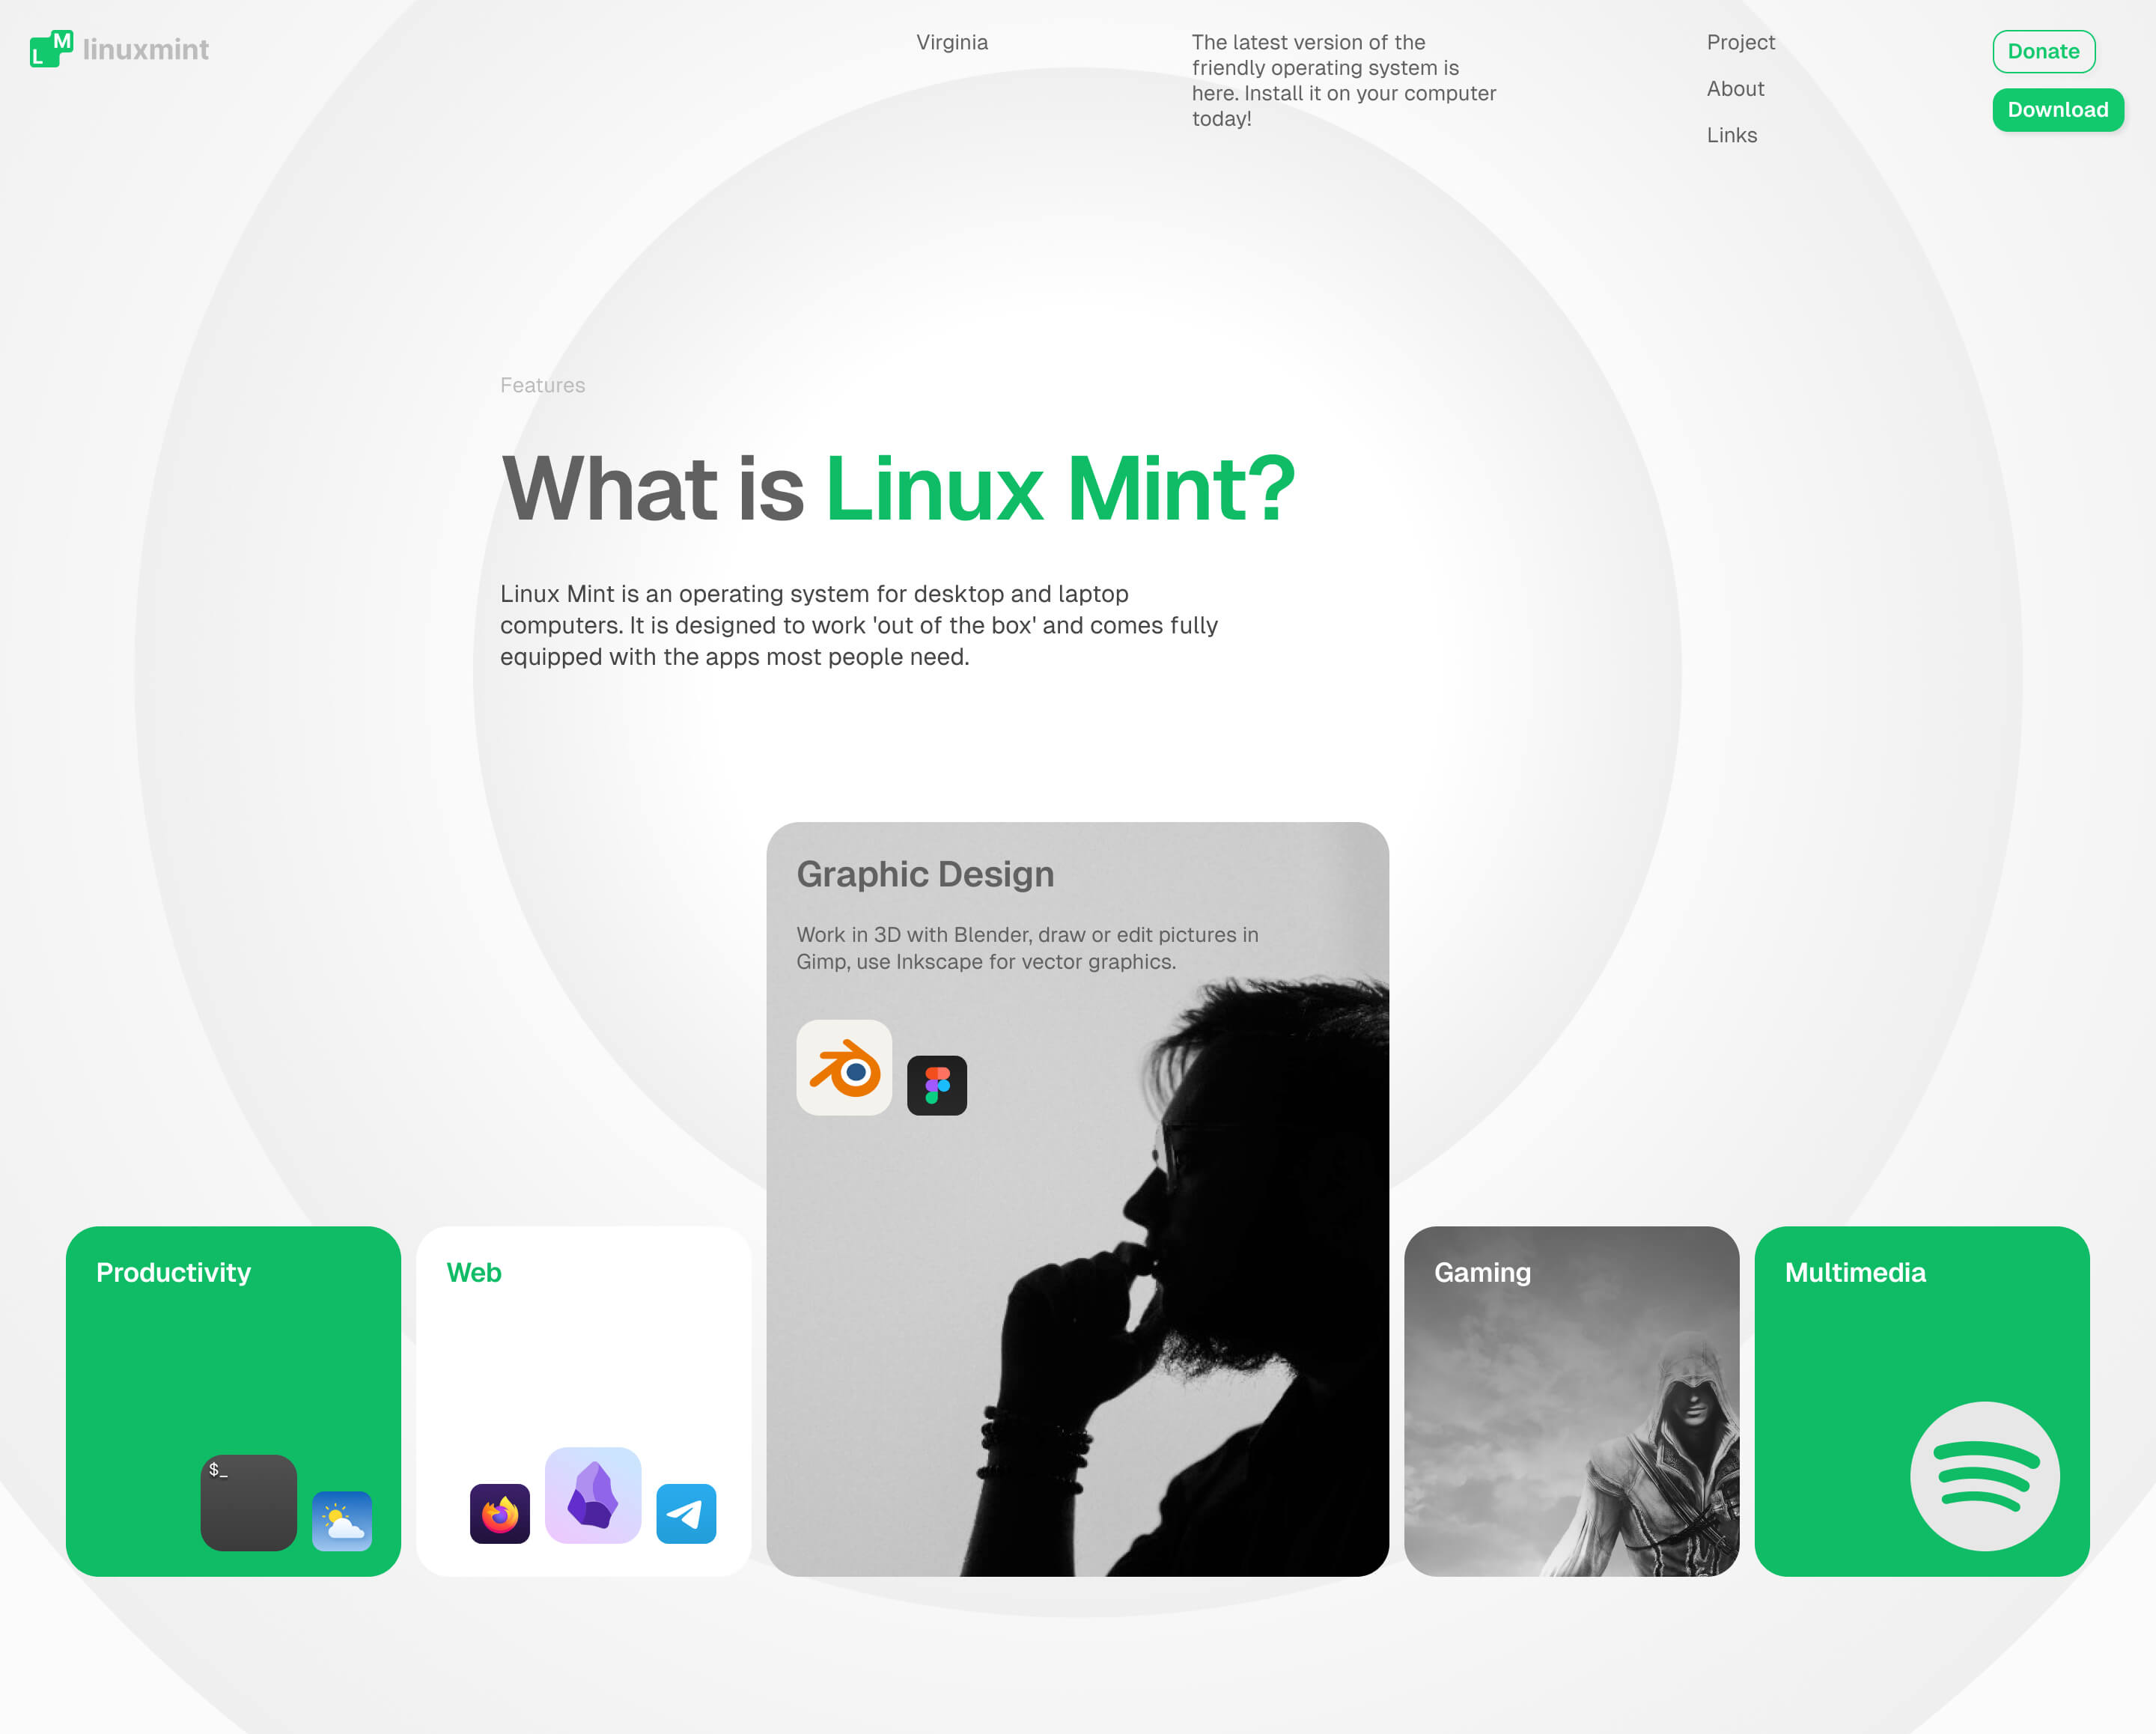 LM linuxmint
Virginia
The latest version of the
friendly operating system is
here. Install it on your computer
today!
Project
About
Links
Donate
Download
Features
What is Linux Mint?
Linux Mint is an operating system for desktop and laptop
computers. It is designed to work 'out of the box' and comes fully
equipped with the apps most people need.
Graphic Design
Work in 3D with Blender, draw or edit pictures in
Gimp, use Inkscape for vector graphics.
Productivity
$_
Web
Gaming
Multimedia